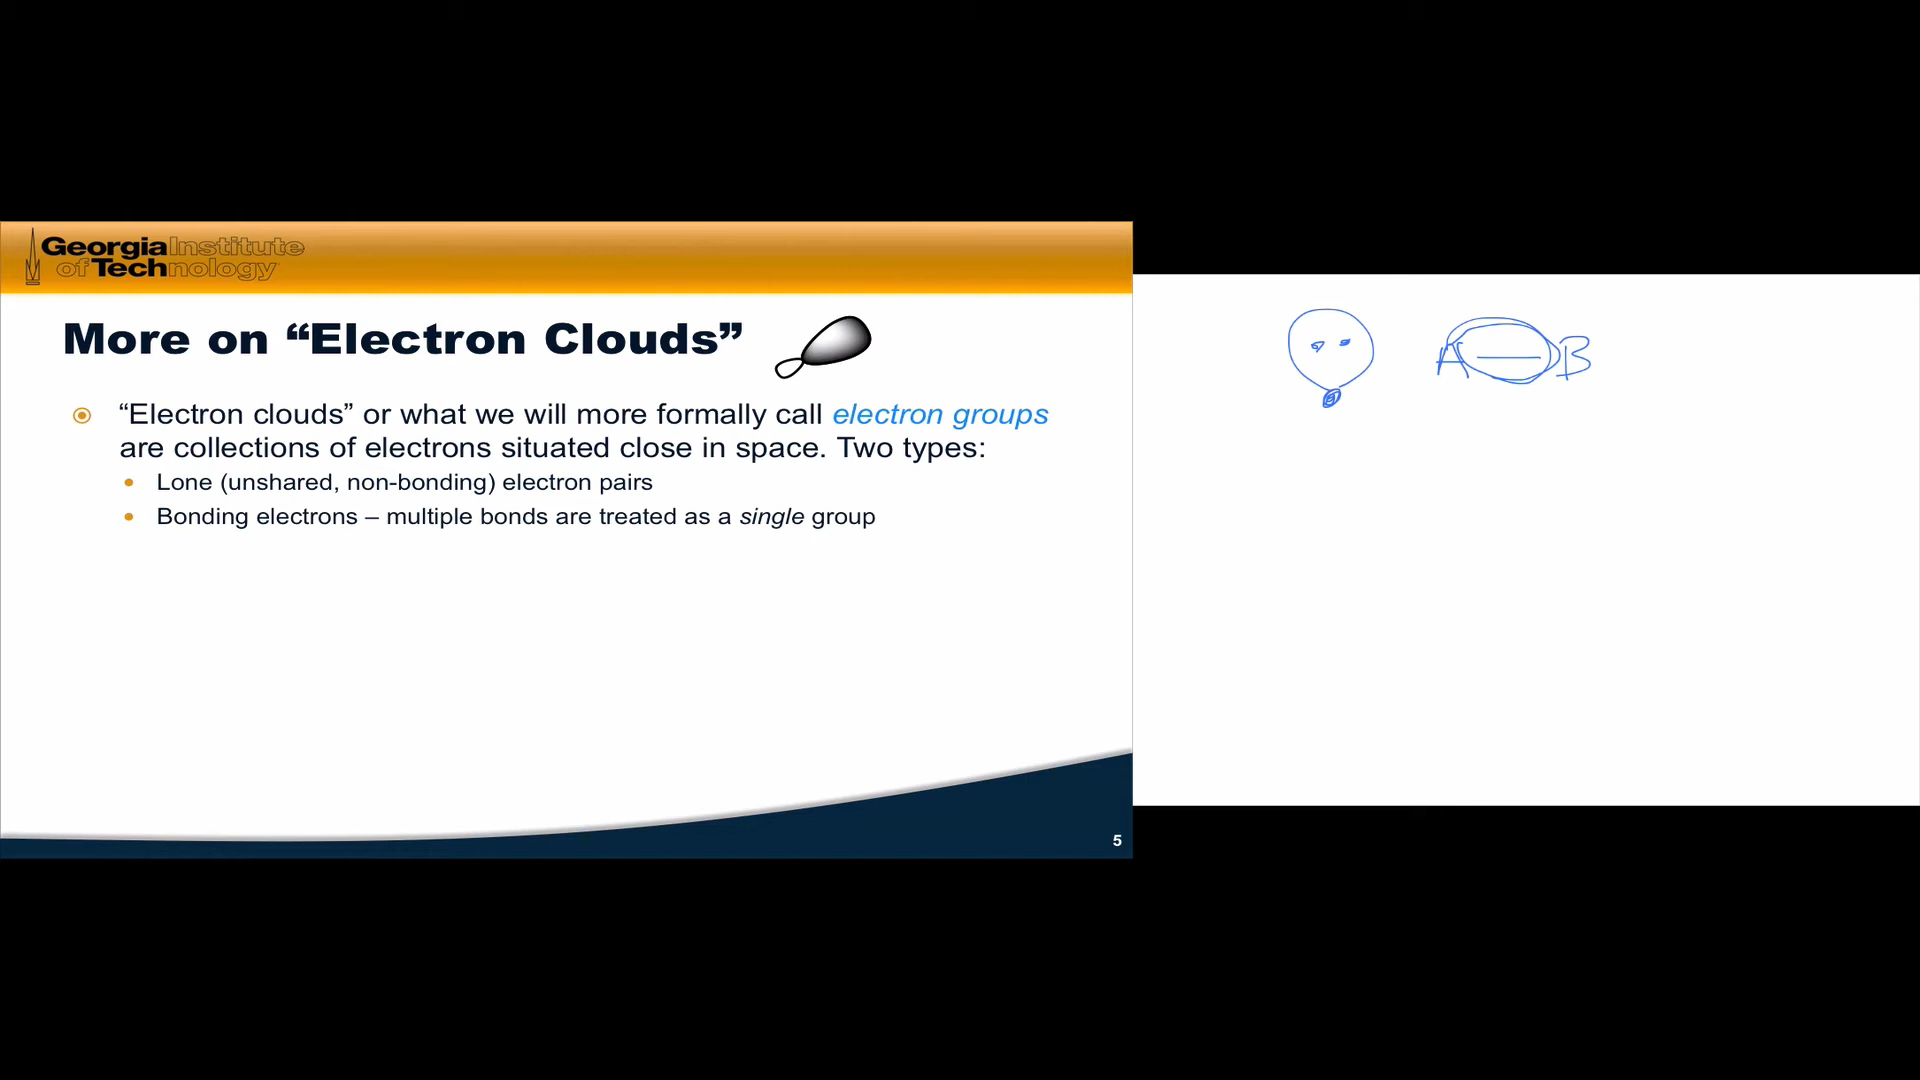 Georgia Institute
of Technology
More on “Electron Clouds”
“Electron clouds” or what we will more formally call electron groups
are collections of electrons situated close in space. Two types:
Lone (unshared, non-bonding) electron pairs
Bonding electrons – multiple bonds are treated as a single group
A B
5